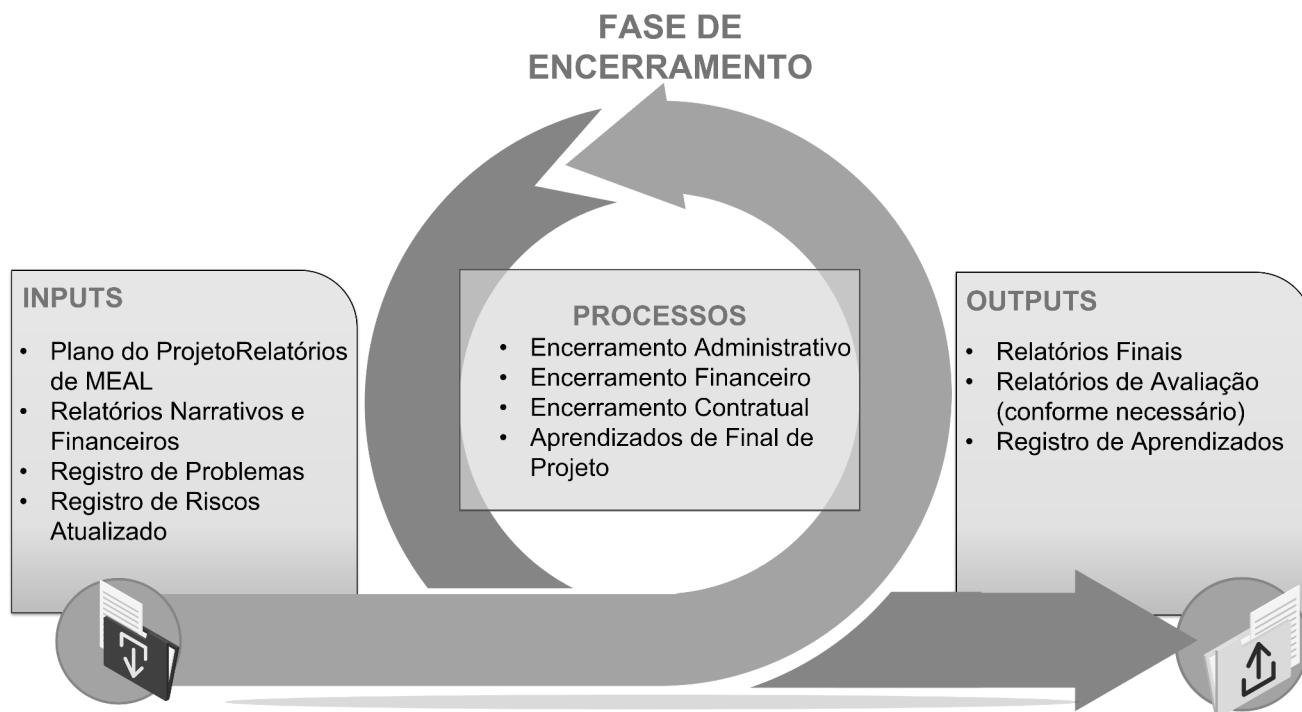 FASE DE
ENCERRAMENTO
INPUTS
• Plano do ProjetoRelatórios
de MEAL
• Relatórios Narrativos e
Financeiros
• Registro de Problemas
• Registro de Riscos
Atualizado
PROCESSOS
• Encerramento Administrativo
• Encerramento Financeiro
• Encerramento Contratual
• Aprendizados de Final de
Projeto
OUTPUTS
• Relatórios Finais
• Relatórios de Avaliação
(conforme necessário)
• Registro de Aprendizados